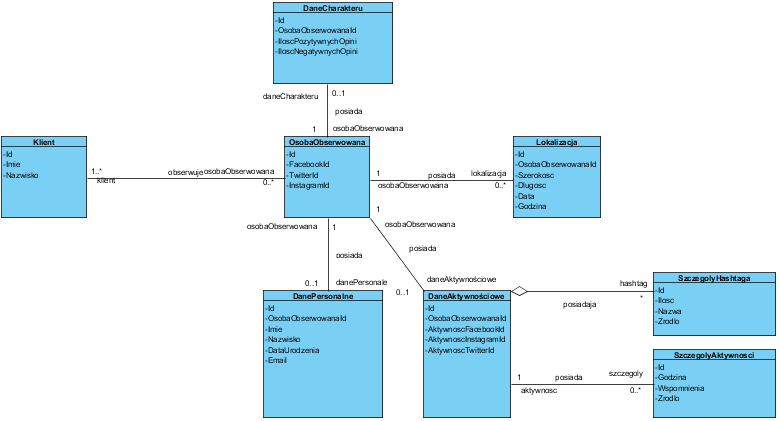 DaneCharakteru
-Id
-OsobaObserwowanaId
-IloscPozytywnychOpini
-IloscNegatywnychOpini
daneCharakteru
0..1
posiada
1
osobaObserwowana
Klient
-Id
-Imie
-Nazwisko
1..*
klient
obserwuje
osobaObserwowana
0..*
OsobaObserwowana
-Id
-FacebookId
-TwitterId
-InstagramId
1
posiada
lokalizacja
osobaObserwowana
0..*
Lokalizacja
-Id
-OsobaObserwowanaId
-Szerokosc
-Dlugosc
-Data
-Godzina
osobaObserwowana
1
posiada
0..1
danePersonale
1
osobaObserwowana
posiada
daneAktywnościowe
0..1
DanePersonalne
-Id
-OsobaObserwowanaId
-Imie
-Nazwisko
-DataUrodzenia
-Email
DaneAktywnościowe
-Id
-OsobaObserwowanaId
-AktywnoscFacebookId
-AktywnoscInstagramId
-AktywnoscTwitterId
hashtag
posiadaja
*
SzczegolyHashtaga
-Id
-Ilosc
-Nazwa
-Zrodlo
1
posiada
szczegoly
aktywnosc
0..*
SzczegolyAktywnosci
-Id
-Godzina
-Wspomnienia
-Zrodlo